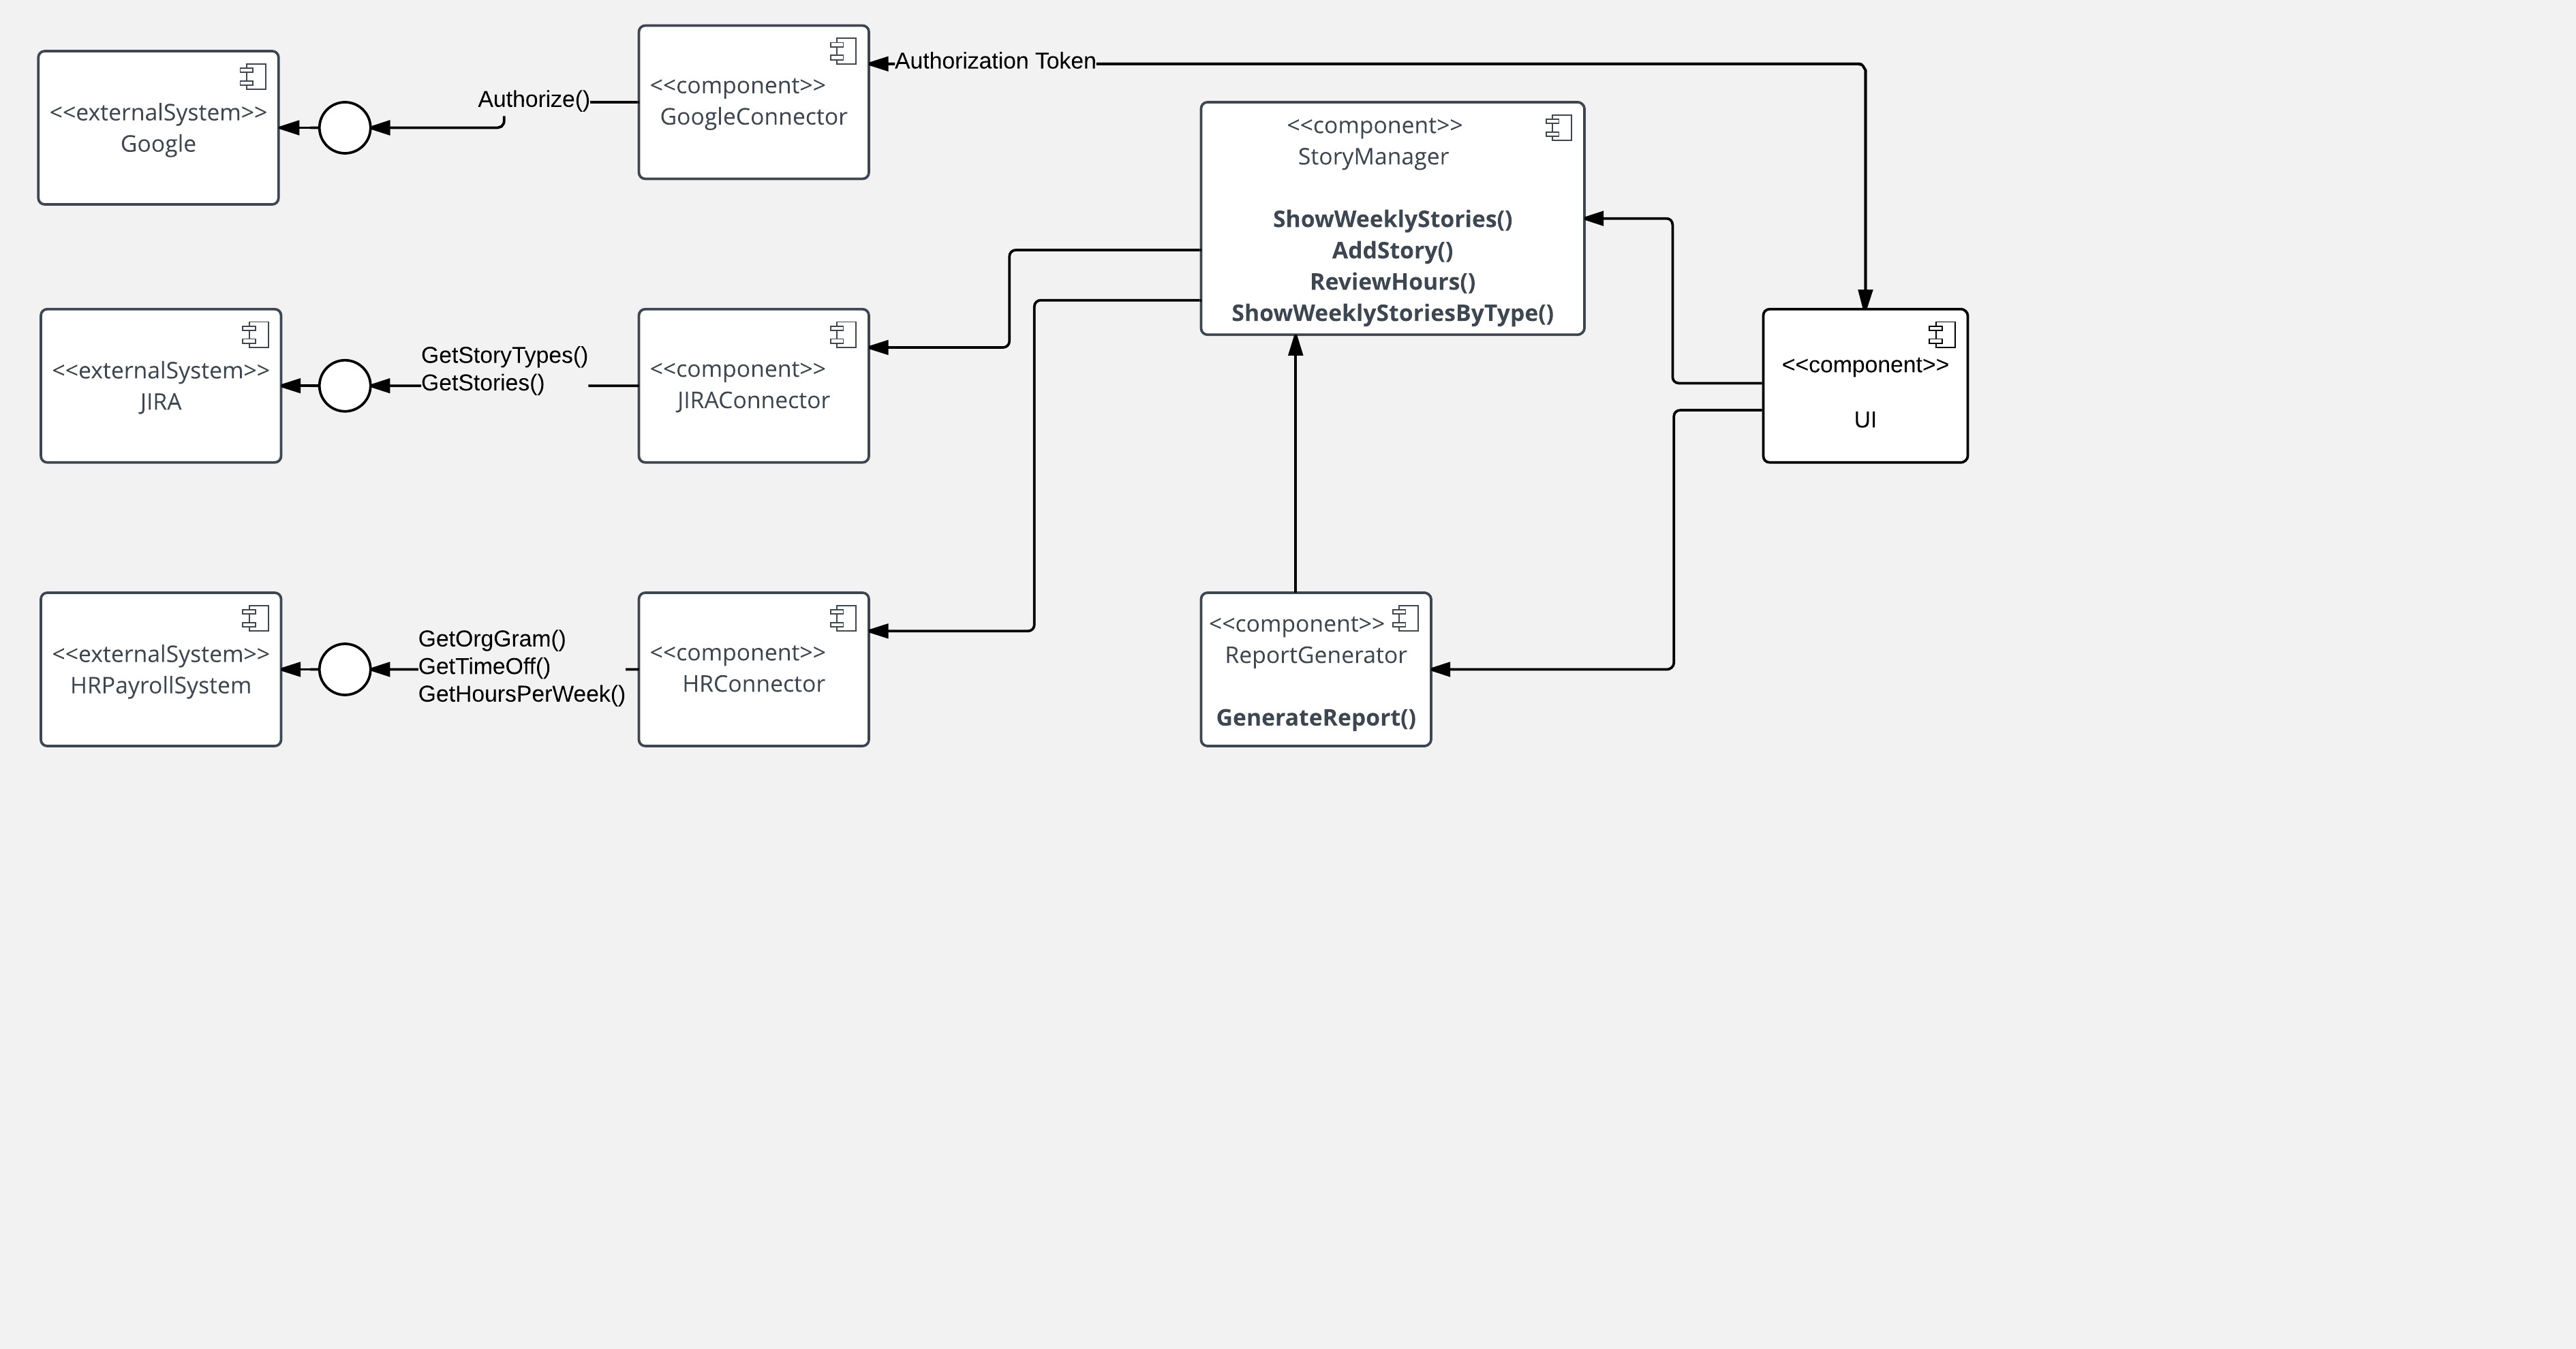 <<externalSystem>>
Google
Authorize()
<<component>>
GoogleConnector
Authorization Token
<<component>>
StoryManager
ShowWeeklyStories()
AddStory()
ReviewHours()
ShowWeeklyStoriesByType()
<<externalSystem>>
JIRA
GetStoryTypes()
GetStories()
<<component>>
JIRAConnector
<<component>>
UI
<<externalSystem>>
HRPayrollSystem
GetOrgGram()
GetTimeOff()
GetHoursPerWeek()
<<component>>
HRConnector
<<component>>
ReportGenerator
GenerateReport()